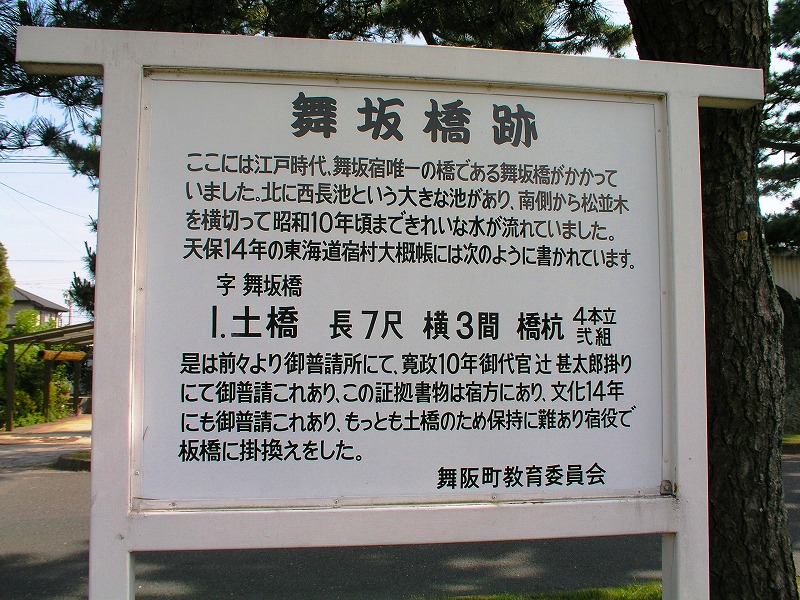 舞坂橋跡
ここには江戸時代、舞坂宿唯一の橋である舞坂橋がかかって
いました。北に西長池という大きな池があり、南側から松並木
を横切って昭和10年頃まできれいな水が流れていました。
天保14年の東海道宿村大概帳には次のように書かれています。
字 舞坂橋
1.土橋 長7尺 横3間 橋杭 4本立 弐組
是は前々より御普請所にて、寛政10年御代官辻 甚太郎掛り
にて御普請これあり、この証拠書物は宿方にあり、文化14年
にも御普請これあり、もっとも土橋のため保持に難あり宿役で
板橋に掛換えをした。
舞阪町教育委員会